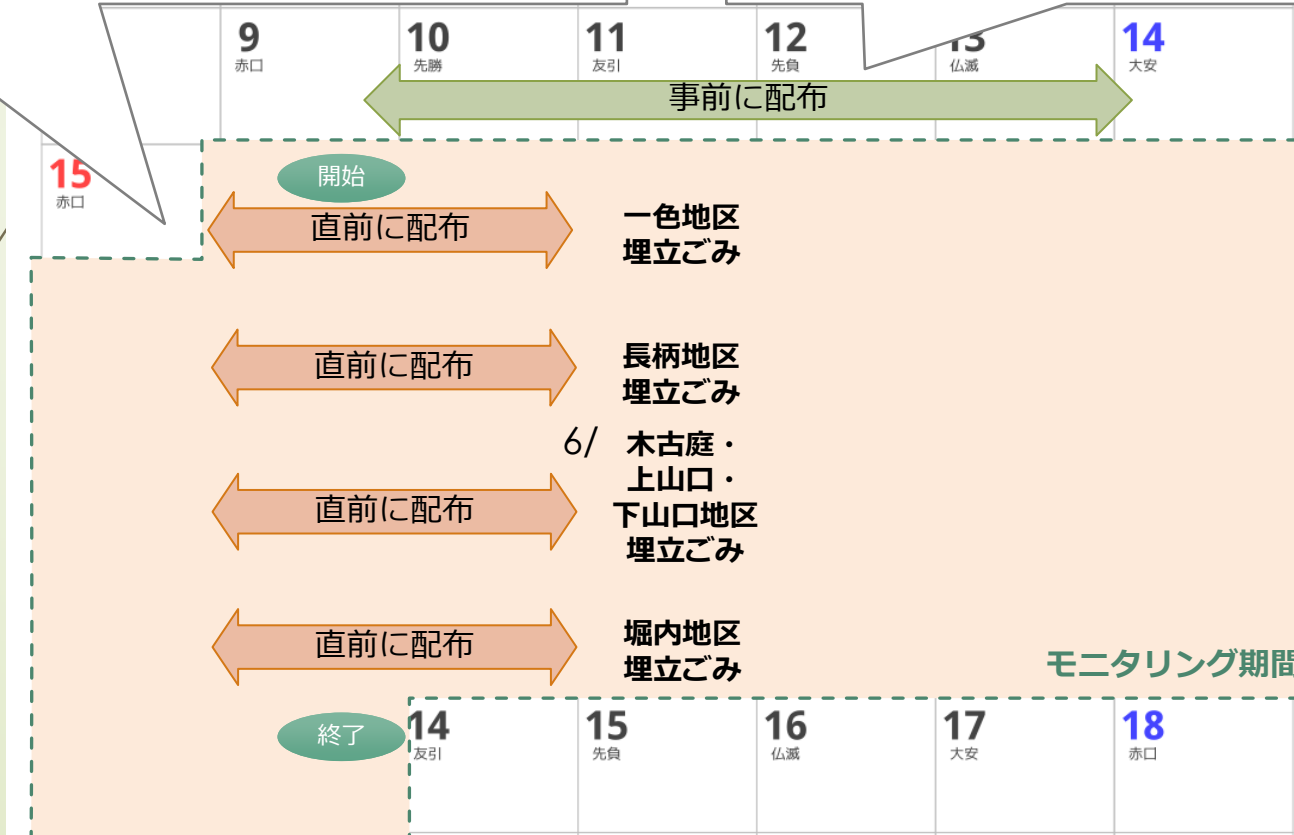 9
赤口
10
先勝
11
友引
12
先負
13
仏滅
14
大安
事前に配布
15
赤口
開始
直前に配布
一色地区
埋立ごみ
直前に配布
長柄地区
埋立ごみ
6/
木古庭・
上山口・
下山口地区
埋立ごみ
直前に配布
直前に配布
堀内地区
埋立ごみ
モニタリング期間
終了
14
友引
15
先負
16
仏滅
17
大安
18
赤口